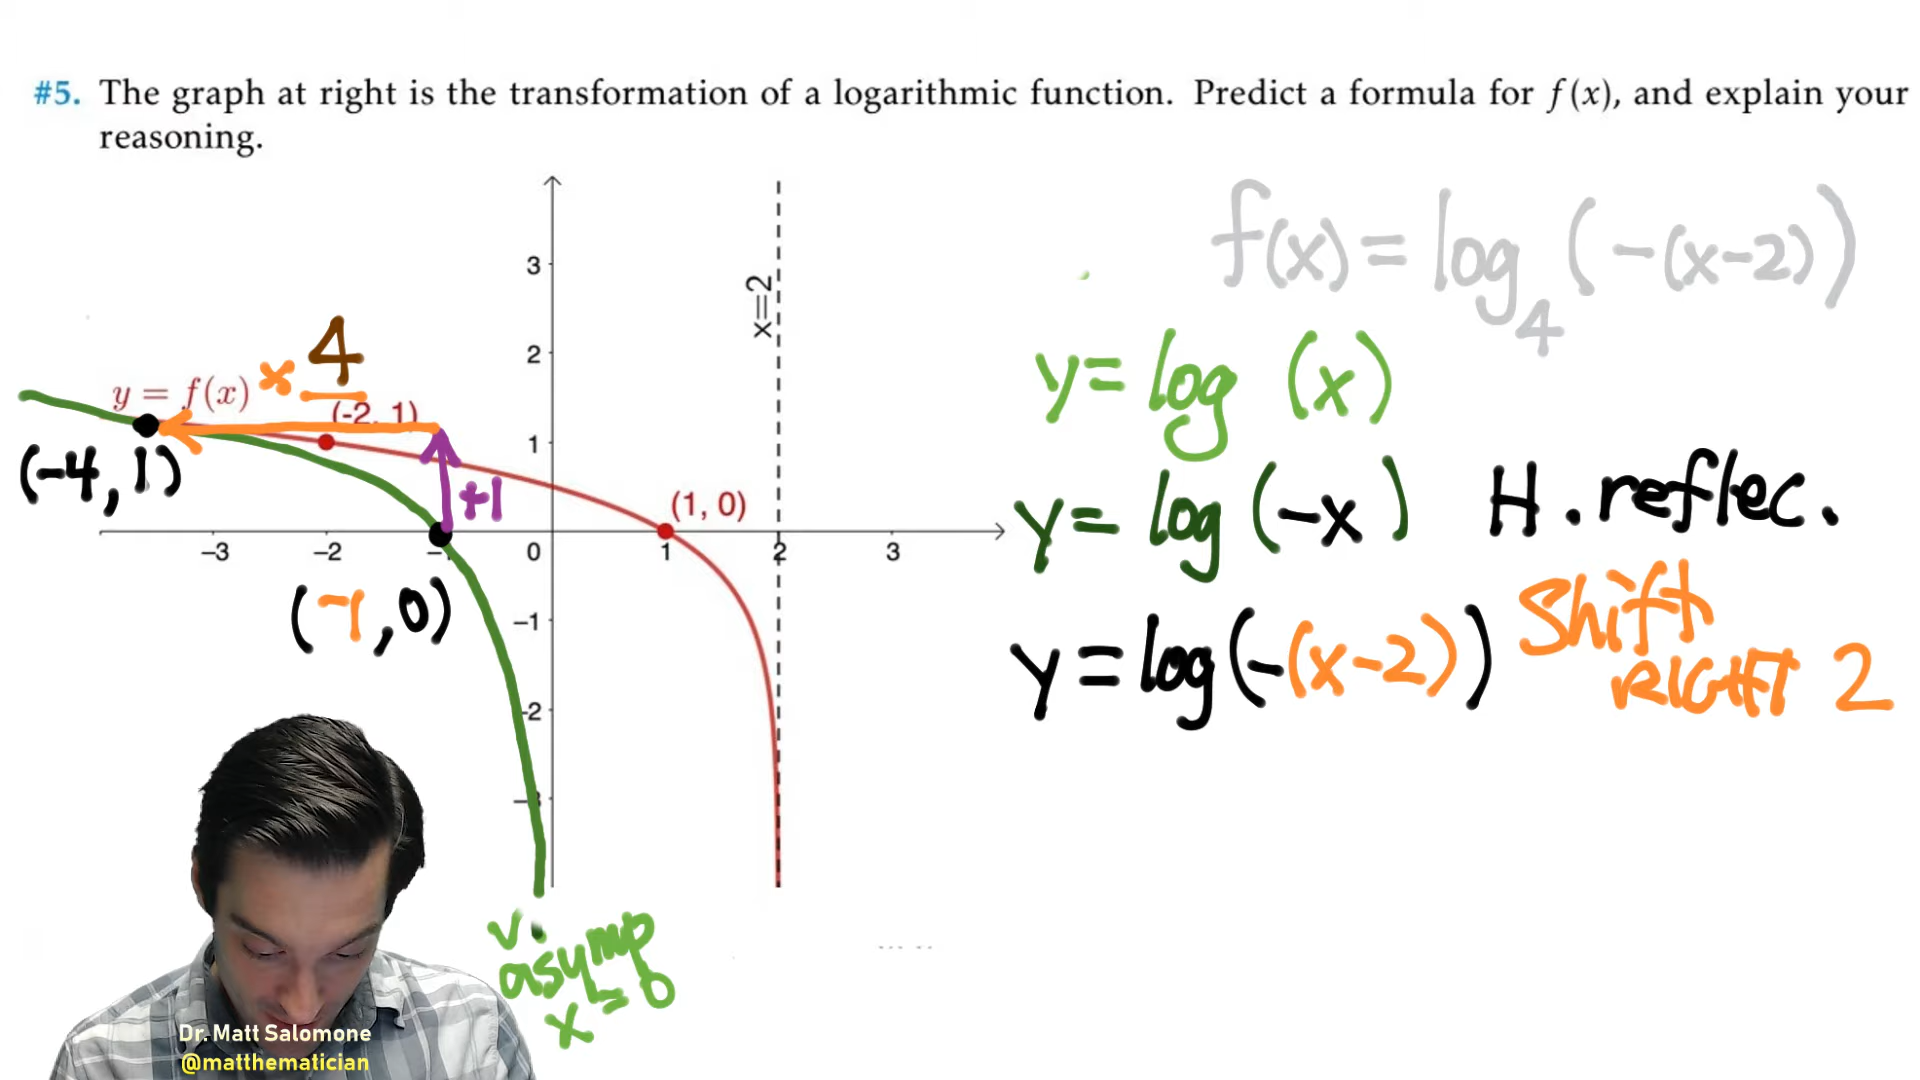 #5. The graph at right is the transformation of a logarithmic function. Predict a formula for f(x), and explain your
reasoning.
f(x) = log₄(-(x-2))
3
x=2
2
y = log (x)
× 4
y = f(x)
(-2, 1)
1
(-4, 1)
+1
(1, 0)
y = log (-x) H. reflec.
-3 -2 -1 0 1 2 3
(-1, 0)
-1
y = log(-(x-2)) Shift
RIGHT 2
-2
-3
V.
asymp
x = 0
Dr. Matt Salomone
@matthematician